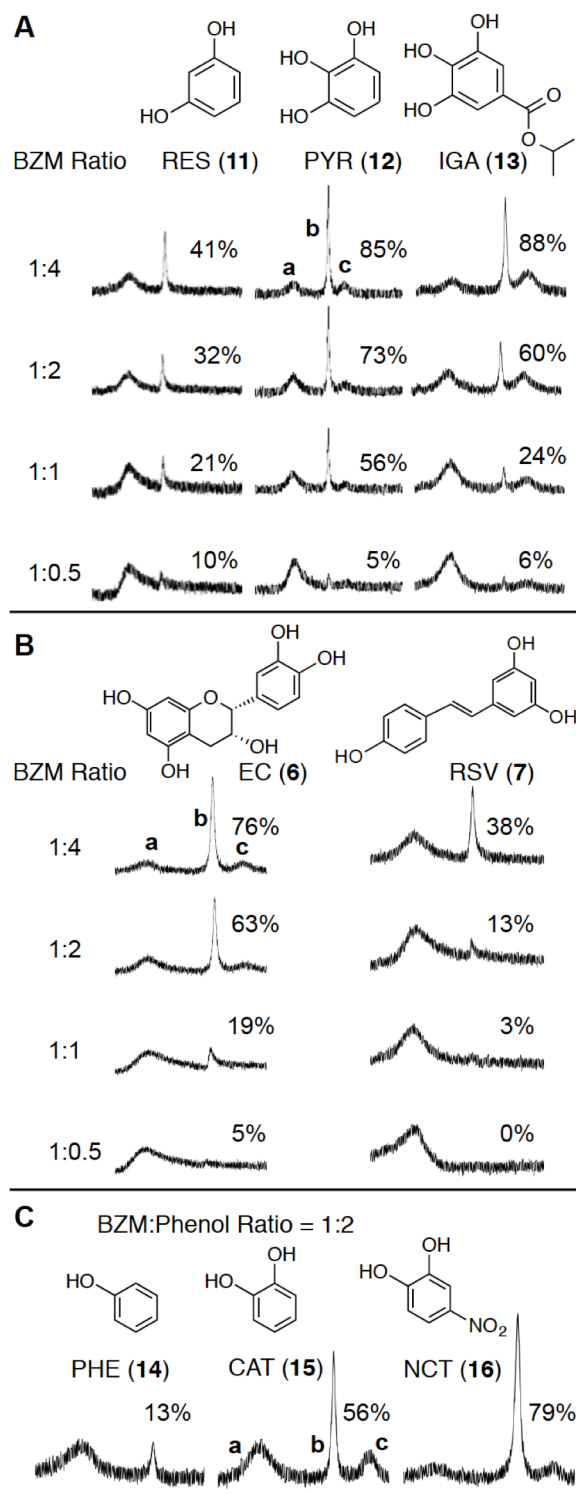 A
OH
HO
OH
OH
HO
OH
HO
HO
O
O
BZM Ratio RES (11) PYR (12) IGA (13)
1:4 41% a b c 85% 88%
1:2 32% 73% 60%
1:1 21% 56% 24%
1:0.5 10% 5% 6%
B
OH
OH
HO
O
OH
OH
OH
OH
HO
BZM Ratio EC (6) RSV (7)
1:4 a b 76% c 38%
1:2 63% 13%
1:1 19% 3%
1:0.5 5% 0%
C
BZM:Phenol Ratio = 1:2
HO
OH
HO
OH
HO
NO2
PHE (14) CAT (15) NCT (16)
13% a b 56% c 79%